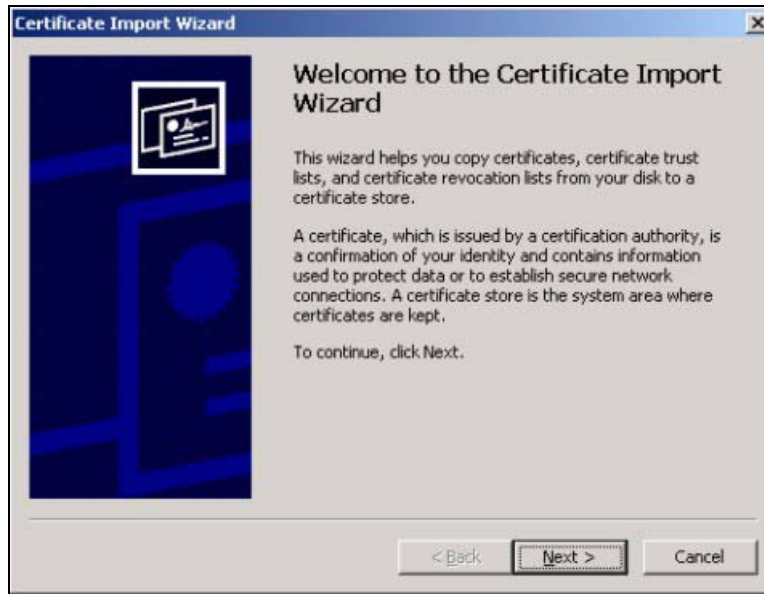 Certificate Import Wizard
Welcome to the Certificate Import
Wizard
This wizard helps you copy certificates, certificate trust
lists, and certificate revocation lists from your disk to a
certificate store.
A certificate, which is issued by a certification authority, is
a confirmation of your identity and contains information
used to protect data or to establish secure network
connections. A certificate store is the system area where
certificates are kept.
To continue, click Next.
< Back Next > Cancel